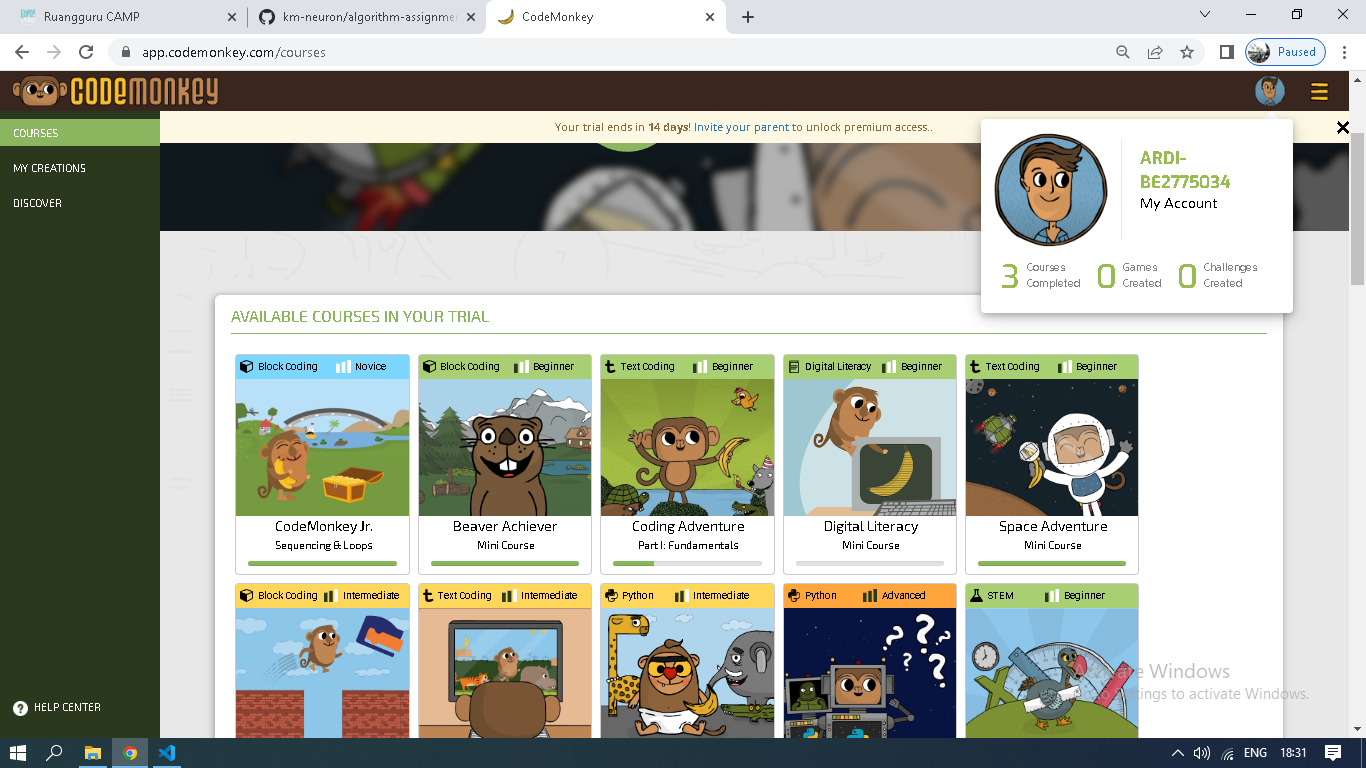 Ruangguru CAMP
km-neuron/algorithm-assignme
CodeMonkey
app.codemonkey.com/courses
Paused
CODEMONKEY
COURSES
MY CREATIONS
DISCOVER
HELP CENTER
Your trial ends in 14 days! Invite your parent to unlock premium access..
ARDI-
BE2775034
My Account
3 Courses Completed
0 Games Created
0 Challenges Created
AVAILABLE COURSES IN YOUR TRIAL
Block Coding Novice
CodeMonkey Jr.
Sequencing & Loops
Block Coding Beginner
Beaver Achiever
Mini Course
Text Coding Beginner
Coding Adventure
Part I: Fundamentals
Digital Literacy Beginner
Digital Literacy
Mini Course
Text Coding Beginner
Space Adventure
Mini Course
Block Coding Intermediate
Text Coding Intermediate
Python Intermediate
Python Advanced
STEM Beginner
Windows
to activate Windows.
ENG 18:31